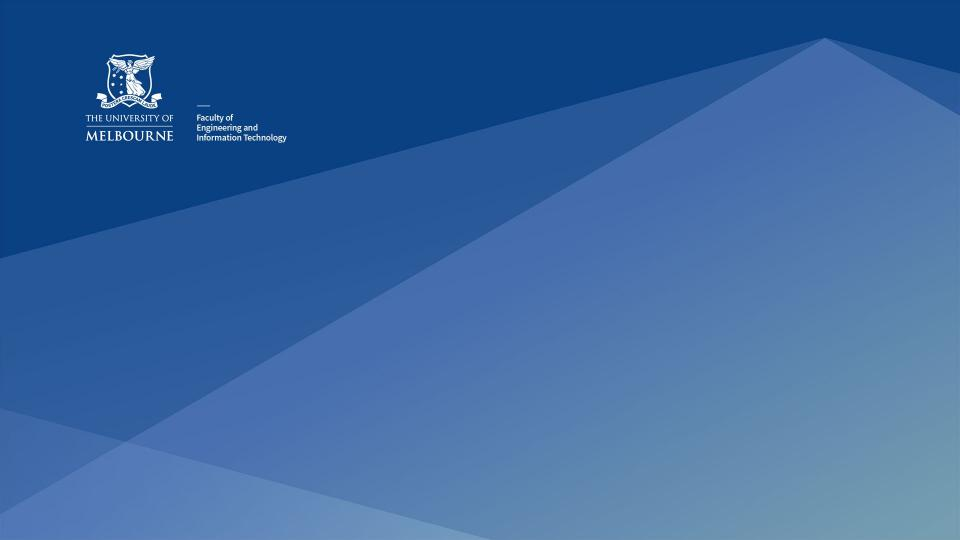 THE UNIVERSITY OF
MELBOURNE
Faculty of
Engineering and
Information Technology